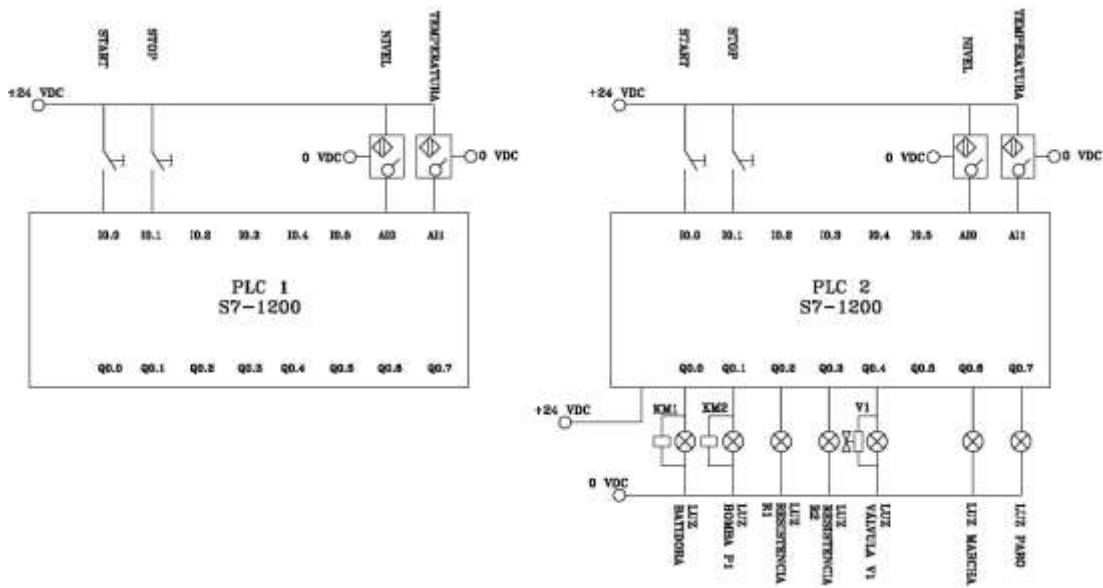 START
STOP
NIVEL
TEMPERATURA
+24 VDC
0 VDC
0 VDC
I0.0 I0.1 I0.2 I0.3 I0.4 I0.5 AI0 AI1
PLC 1
S7-1200
Q0.0 Q0.1 Q0.2 Q0.3 Q0.4 Q0.5 Q0.6 Q0.7
START
STOP
NIVEL
TEMPERATURA
+24 VDC
0 VDC
0 VDC
I0.0 I0.1 I0.2 I0.3 I0.4 I0.5 AI0 AI1
PLC 2
S7-1200
Q0.0 Q0.1 Q0.2 Q0.3 Q0.4 Q0.5 Q0.6 Q0.7
+24 VDC
KM1
KM2
V1
0 VDC
LUZ
BATIDORA
LUZ
BOMBA P1
LUZ
RESISTENCIA
R1
LUZ
RESISTENCIA
R2
LUZ
VÁLVULA V1
LUZ MARCHA
LUZ PARO